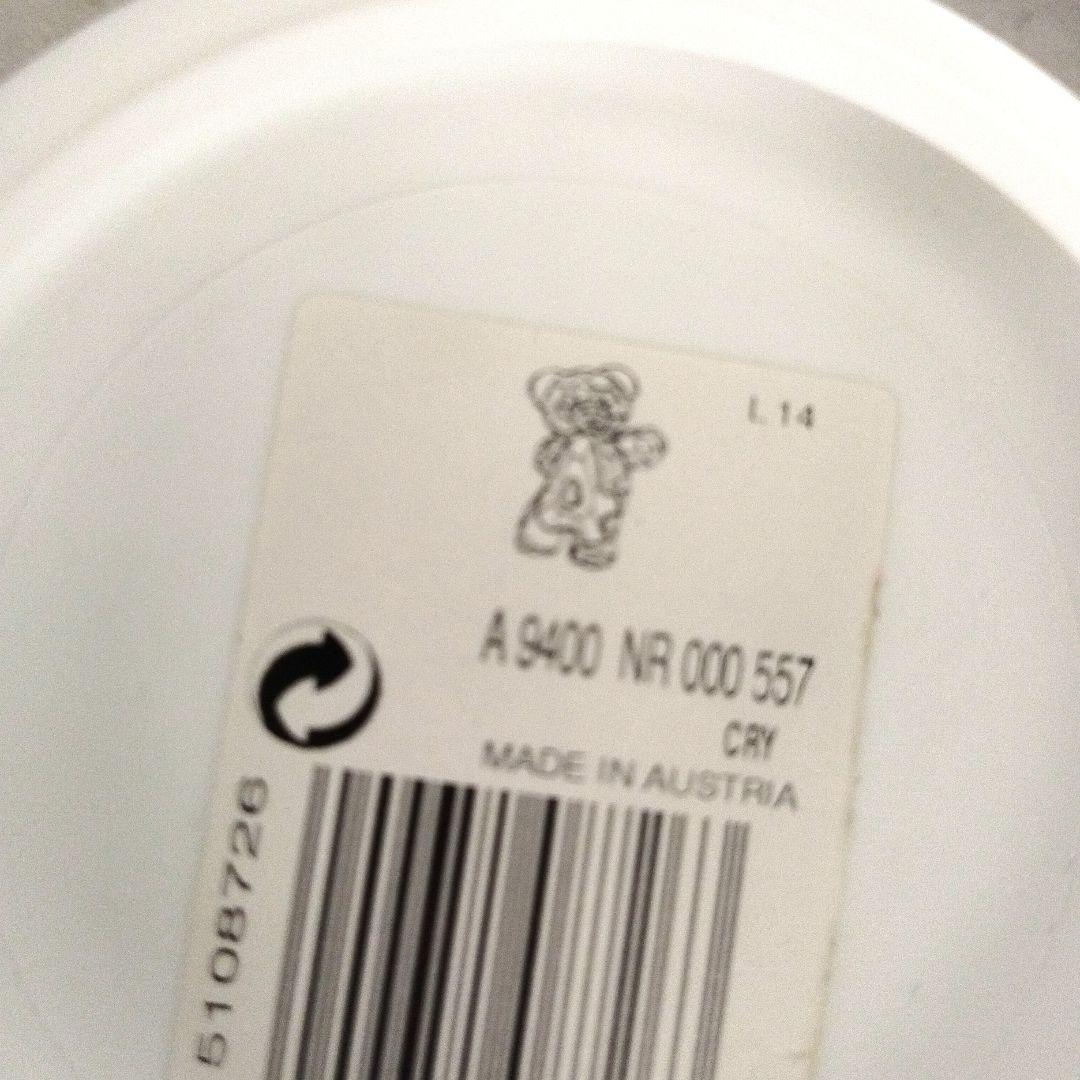 L 14
A 9400 NR 000 557
CRY
MADE IN AUSTRIA
5108726